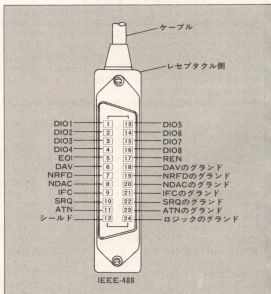 ケーブル
レセプタクル側
DIO1 1 13 DIO5
DIO2 2 14 DIO6
DIO3 3 15 DIO7
DIO4 4 16 DIO8
EOI 5 17 REN
DAV 6 18 DAVのグランド
NRFD 7 19 NRFDのグランド
NDAC 8 20 NDACのグランド
IFC 9 21 IFCのグランド
SRQ 10 22 SRQのグランド
ATN 11 23 ATNのグランド
シールド 12 24 ロジックのグランド
IEEE-488